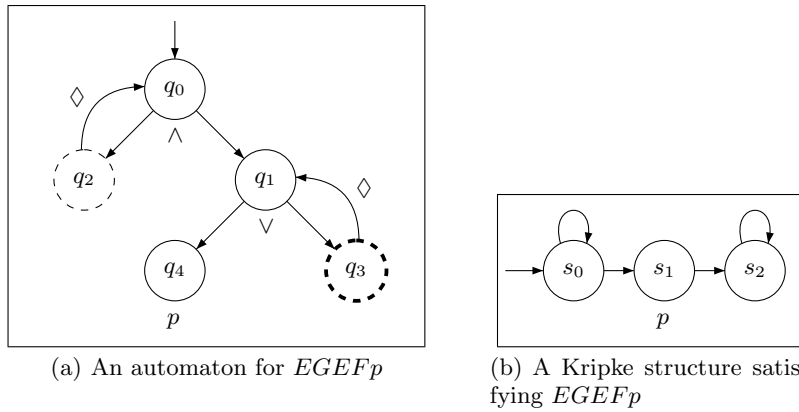 q0
∧
◇
q2
q1
◇
∨
q4
q3
p
(a) An automaton for EGEFp
s0 s1 s2
p
(b) A Kripke structure satis
fying EGEFp